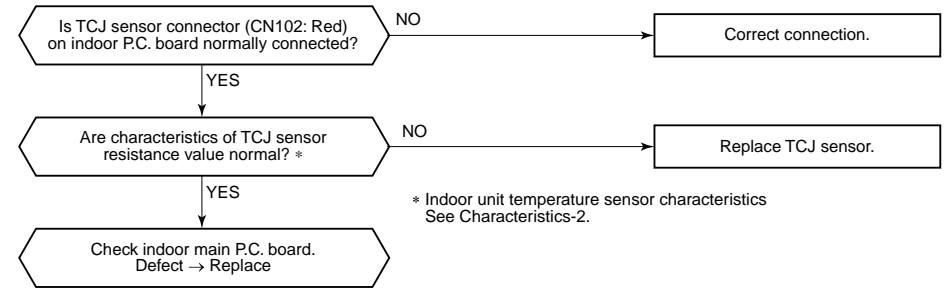 Is TCJ sensor connector (CN102: Red)
on indoor P.C. board normally connected?
NO
Correct connection.
YES
Are characteristics of TCJ sensor
resistance value normal? *
NO
Replace TCJ sensor.
YES
* Indoor unit temperature sensor characteristics
See Characteristics-2.
Check indoor main P.C. board.
Defect → Replace